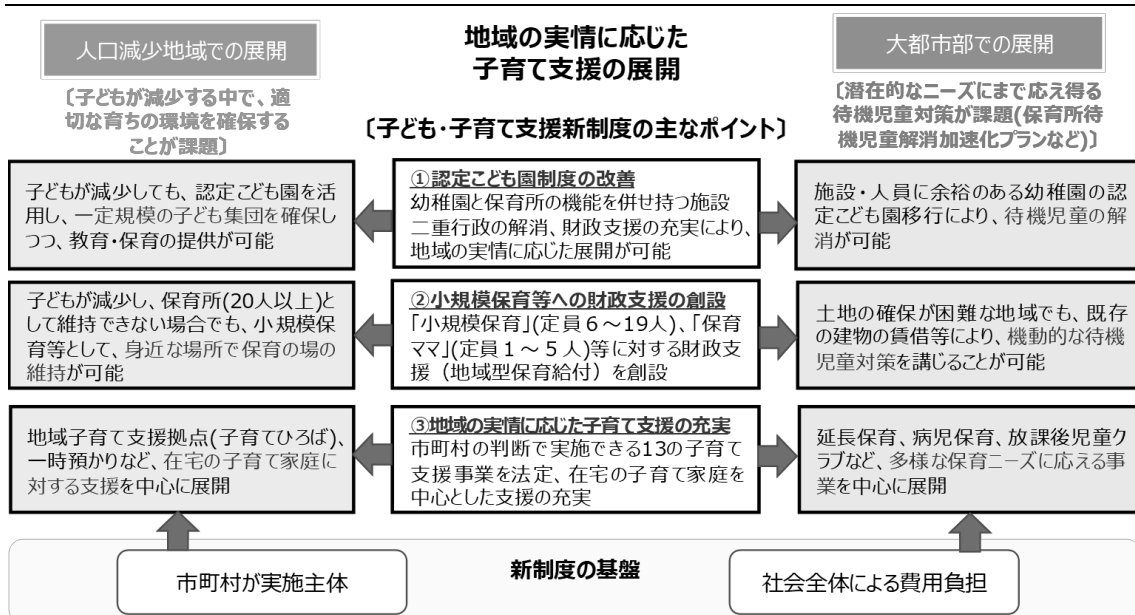 地域の実情に応じた
子育て支援の展開
人口減少地域での展開
〔子どもが減少する中で、適
切な育ちの環境を確保する
ことが課題〕
大都市部での展開
〔潜在的なニーズにまで応え得る
待機児童対策が課題(保育所待
機児童解消加速化プランなど)〕
〔子ども・子育て支援新制度の主なポイント〕
子どもが減少しても、認定こども園を活
用し、一定規模の子ども集団を確保し
つつ、教育・保育の提供が可能
①認定こども園制度の改善
幼稚園と保育所の機能を併せ持つ施設
二重行政の解消、財政支援の充実により、
地域の実情に応じた展開が可能
施設・人員に余裕のある幼稚園の認
定こども園移行により、待機児童の解
消が可能
子どもが減少し、保育所(20人以上)と
して維持できない場合でも、小規模保
育等として、身近な場所で保育の場の
維持が可能
②小規模保育等への財政支援の創設
「小規模保育」(定員6～19人)、「保育
ママ」(定員1～5人)等に対する財政支
援（地域型保育給付）を創設
土地の確保が困難な地域でも、既存
の建物の賃借等により、機動的な待機
児童対策を講じることが可能
地域子育て支援拠点(子育てひろば)、
一時預かりなど、在宅の子育て家庭に
対する支援を中心に展開
③地域の実情に応じた子育て支援の充実
市町村の判断で実施できる13の子育て
支援事業を法定、在宅の子育て家庭を
中心とした支援の充実
延長保育、病児保育、放課後児童ク
ラブなど、多様な保育ニーズに応える事
業を中心に展開
新制度の基盤
市町村が実施主体
社会全体による費用負担